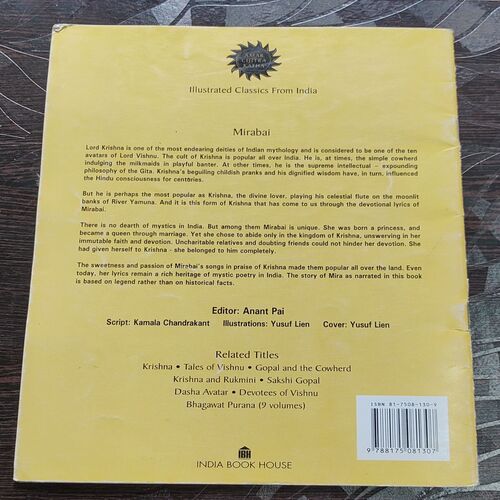 AMAR
CHITRA
KATHA
Illustrated Classics From India
Mirabai
Lord Krishna is one of the most endearing deities of Indian mythology and is considered to be one of the ten
avatars of Lord Vishnu. The cult of Krishna is popular all over India. He is, at times, the simple cowherd
indulging the milkmaids in playful banter. At other times, he is the supreme intellectual – expounding
philosophy of the Gita. Krishna's beguiling childish pranks and his dignified wisdom have, in turn, influenced
the Hindu consciousness for centuries.
But he is perhaps the most popular as Krishna, the divine lover, playing his celestial flute on the moonlit
banks of River Yamuna. And it is this form of Krishna that has come to us through the devotional lyrics of
Mirabai.
There is no dearth of mystics in India. But among them Mirabai is unique. She was born a princess, and
became a queen through marriage. Yet she chose to abide only in the kingdom of Krishna, unswerving in her
immutable faith and devotion. Uncharitable relatives and doubting friends could not hinder her devotion. She
had given herself to Krishna - she belonged to him completely.
The sweetness and passion of Mirabai's songs in praise of Krishna made them popular all over the land. Even
today, her lyrics remain a rich heritage of mystic poetry in India. The story of Mira as narrated in this book
is based on legend rather than on historical facts.
Editor: Anant Pai
Script: Kamala Chandrakant Illustrations: Yusuf Lien Cover: Yusuf Lien
Related Titles
Krishna • Tales of Vishnu • Gopal and the Cowherd
Krishna and Rukmini • Sakshi Gopal
Dasha Avatar • Devotees of Vishnu
Bhagawat Purana (9 volumes)
ISBN 81-7508-130-9
9 788175 081307
IBH
INDIA BOOK HOUSE